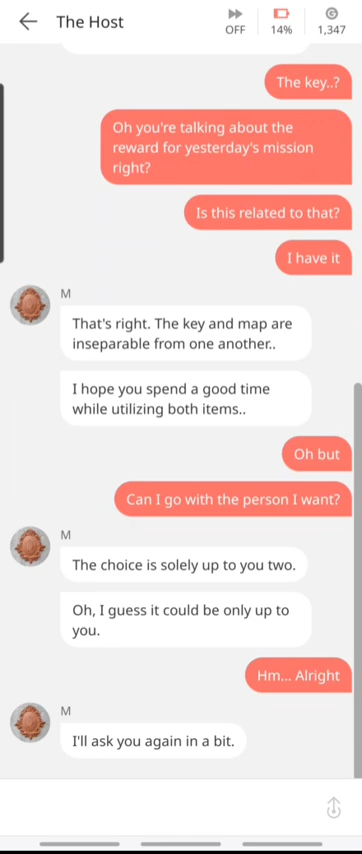 The Host
OFF
14%
1,347
The key..?
Oh you're talking about the
reward for yesterday's mission
right?
Is this related to that?
I have it
M
That's right. The key and map are
inseparable from one another..
I hope you spend a good time
while utilizing both items..
Oh but
Can I go with the person I want?
M
The choice is solely up to you two.
Oh, I guess it could be only up to
you.
Hm... Alright
M
I'll ask you again in a bit.